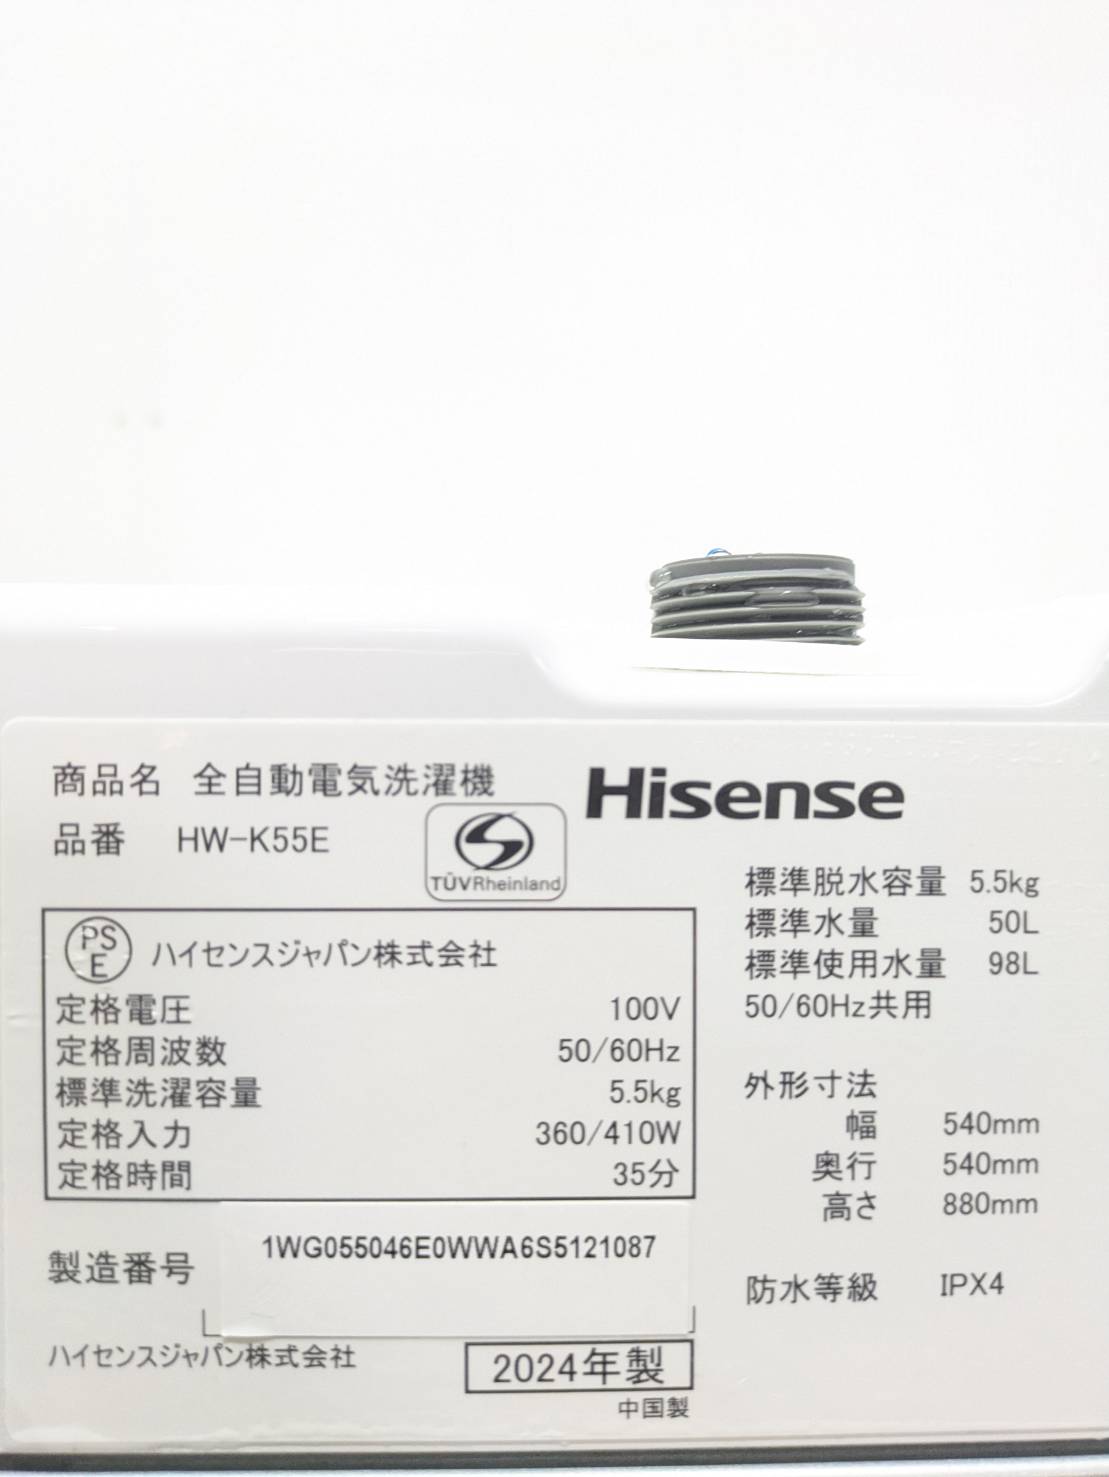 商品名 全自動電気洗濯機
Hisense
品番 HW-K55E
TÜVRheinland
PS
E
ハイセンスジャパン株式会社
定格電圧 100V
定格周波数 50/60Hz
標準洗濯容量 5.5kg
定格入力 360/410W
定格時間 35分
製造番号 1WG055046E0WWA6S5121087
ハイセンスジャパン株式会社
2024年製
中国製
標準脱水容量 5.5kg
標準水量 50L
標準使用水量 98L
50/60Hz共用
外形寸法
幅 540mm
奥行 540mm
高さ 880mm
防水等級 IPX4